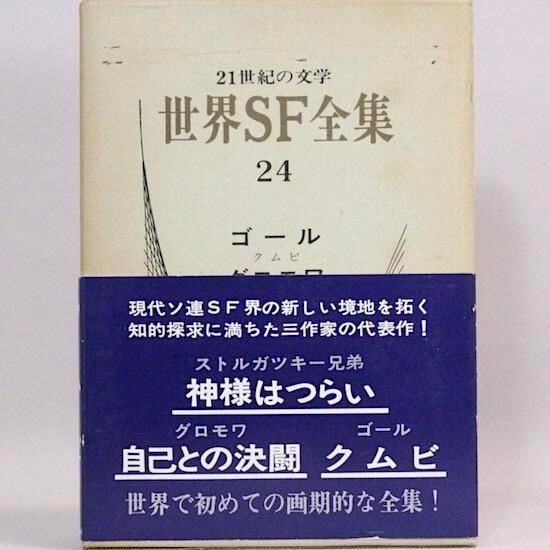 21世紀の文学
世界SF全集
24
ゴール
クムビ
グロモワ
現代ソ連SF界の新しい境地を拓く
知的探求に満ちた三作家の代表作！
ストルガツキー兄弟
神様はつらい
グロモワ ゴール
自己との決闘 クムビ
世界で初めての画期的な全集！